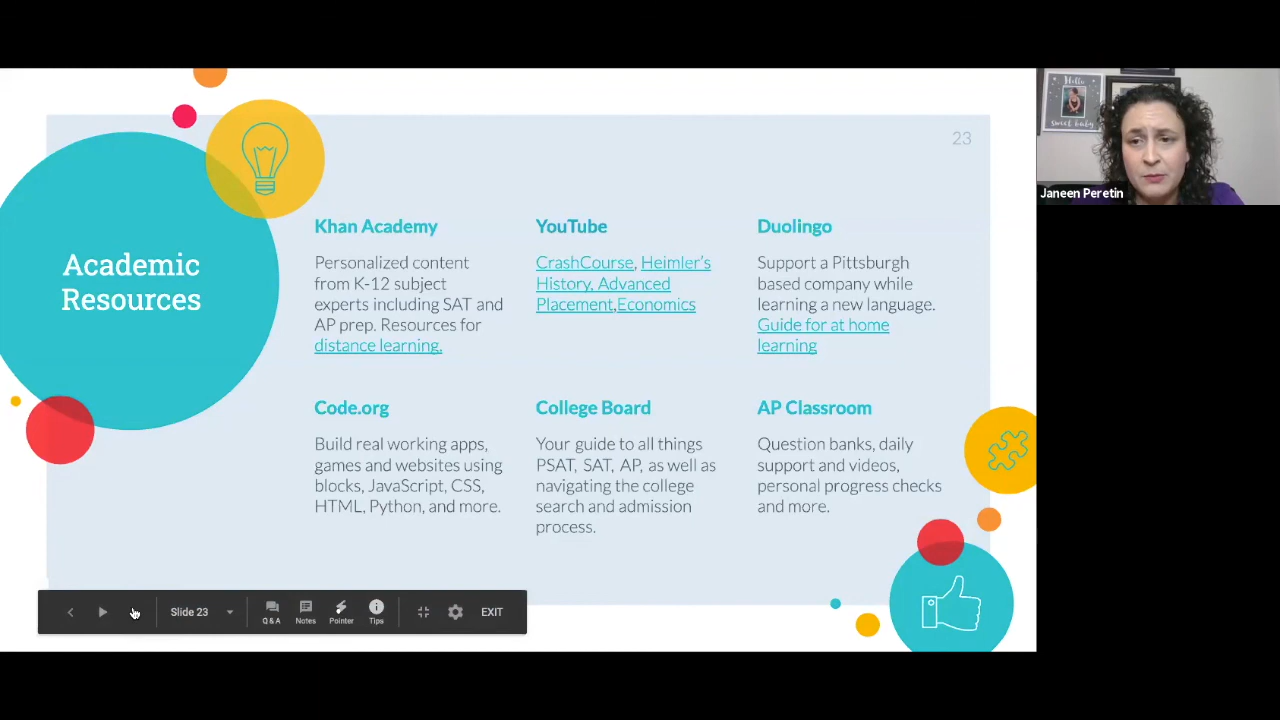 23
Academic
Resources
Khan Academy
Personalized content
from K-12 subject
experts including SAT and
AP prep. Resources for
distance learning.
YouTube
CrashCourse, Heimler's
History, Advanced
Placement,Economics
Duolingo
Support a Pittsburgh
based company while
learning a new language.
Guide for at home
learning
Code.org
Build real working apps,
games and websites using
blocks, JavaScript, CSS,
HTML, Python, and more.
College Board
Your guide to all things
PSAT, SAT, AP, as well as
navigating the college
search and admission
process.
AP Classroom
Question banks, daily
support and videos,
personal progress checks
and more.
Slide 23
Q & A
Notes
Pointer
Tips
EXIT
Hello
sweet baby
Janeen Peretin